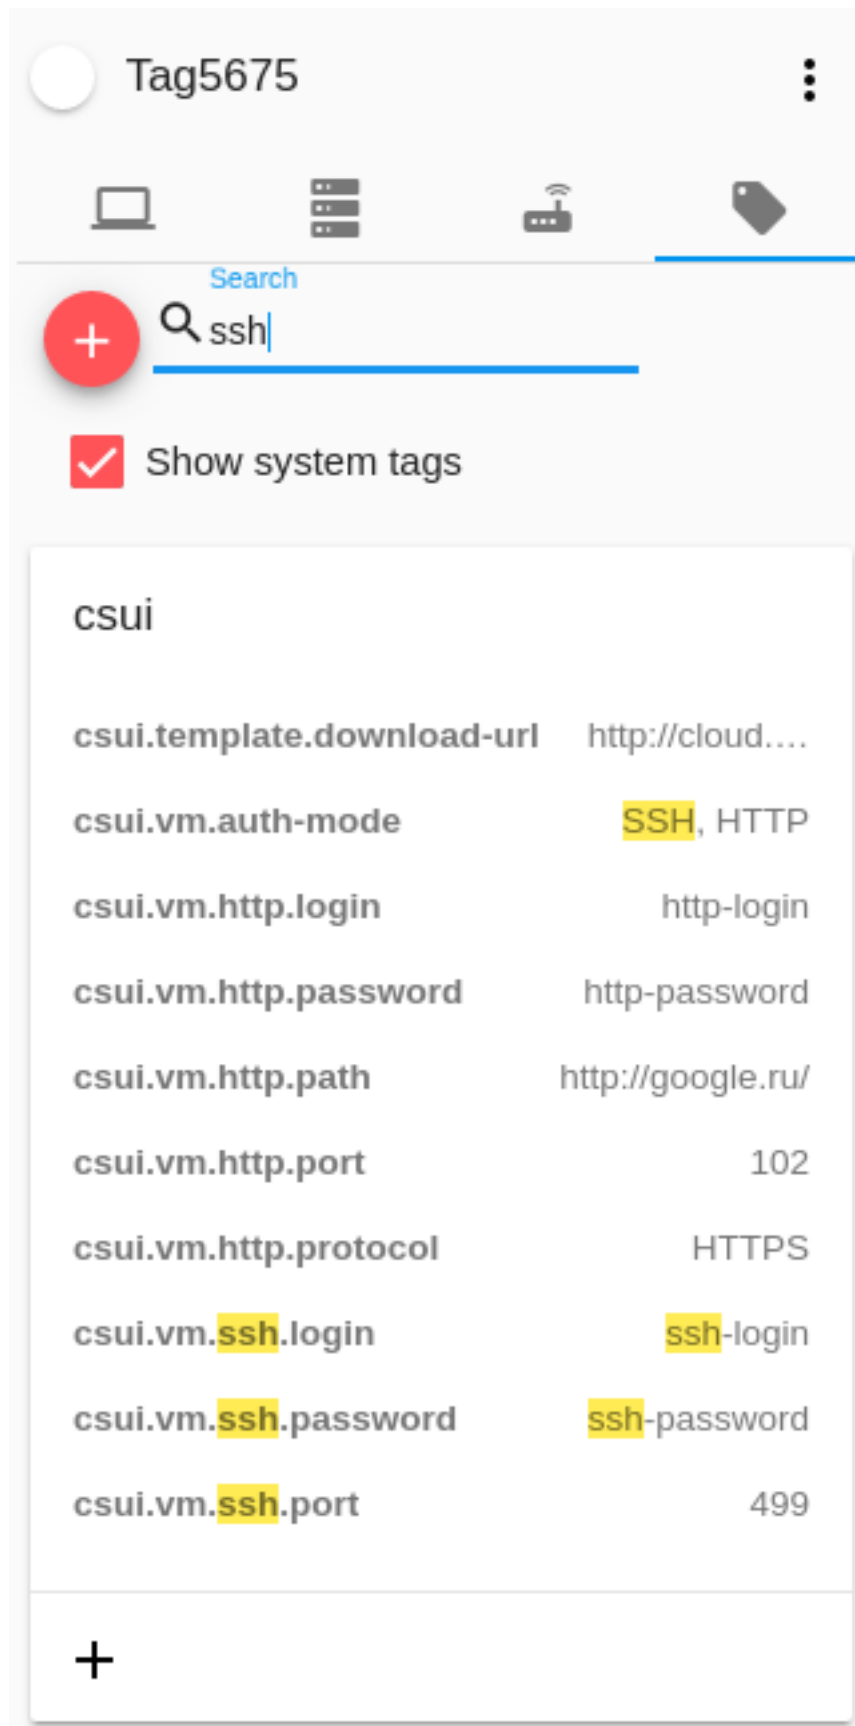 Tag5675
Search
ssh
Show system tags
csui
csui.template.download-url http://cloud....
csui.vm.auth-mode SSH, HTTP
csui.vm.http.login http-login
csui.vm.http.password http-password
csui.vm.http.path http://google.ru/
csui.vm.http.port 102
csui.vm.http.protocol HTTPS
csui.vm.ssh.login ssh-login
csui.vm.ssh.password ssh-password
csui.vm.ssh.port 499